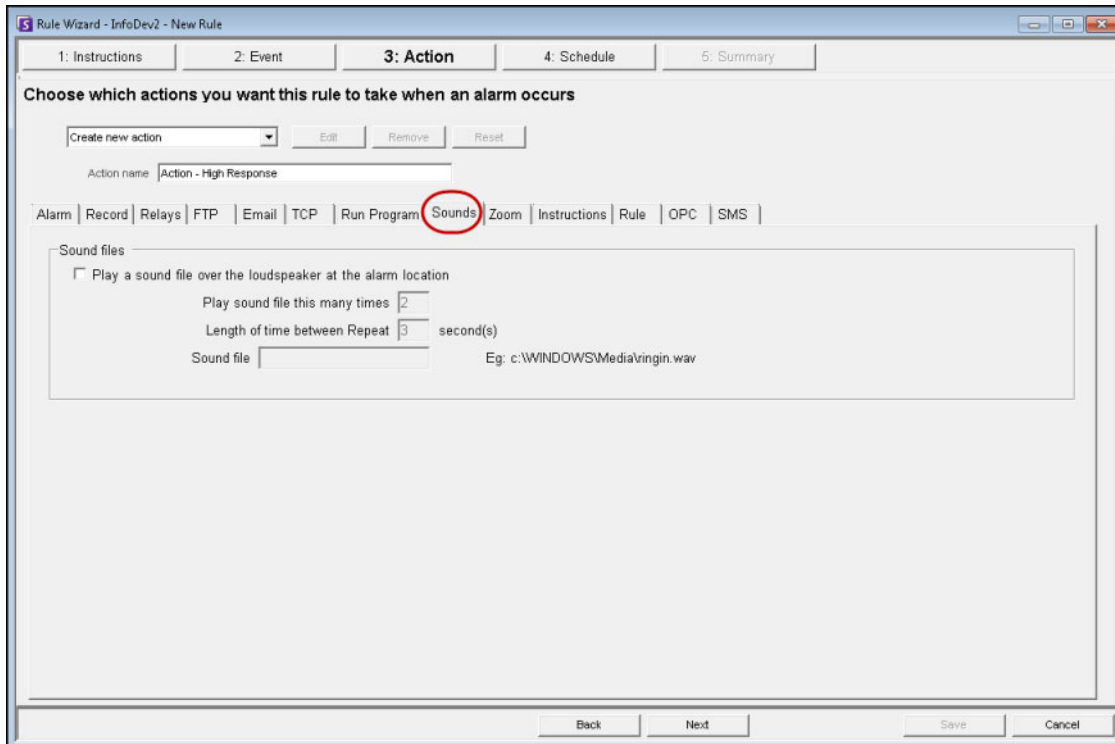 Rule Wizard - InfoDev2 - New Rule
1: Instructions 2: Event 3: Action 4: Schedule 5: Summary
Choose which actions you want this rule to take when an alarm occurs
Create new action Edit Remove Reset
Action name Action - High Response
Alarm Record Relays FTP Email TCP Run Program Sounds Zoom Instructions Rule OPC SMS
Sound files
Play a sound file over the loudspeaker at the alarm location
Play sound file this many times 2
Length of time between Repeat 3 second(s)
Sound file Eg: c:\WINDOWS\Media\ringin.wav
Back Next Save Cancel